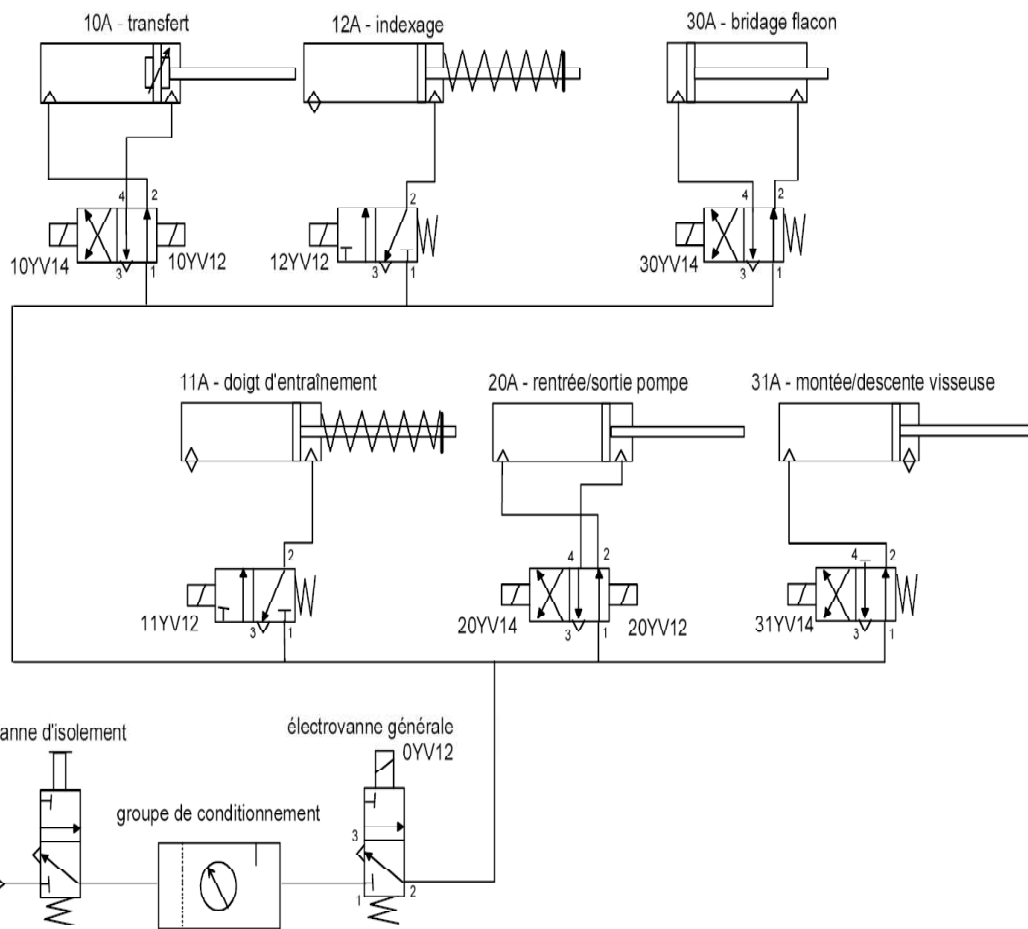 10A - transfert
12A - indexage
30A - bridage flacon
4 2
2
4 2
10YV14 3 1 10YV12
12YV12 3 1
30YV14 3 1
11A - doigt d'entraînement
20A - rentrée/sortie pompe
31A - montée/descente visseuse
2
4 2
4 2
11YV12 3 1
20YV14 3 1 20YV12
31YV14 3 1
anne d'isolement
électrovanne générale
0YV12
groupe de conditionnement
3
1 2